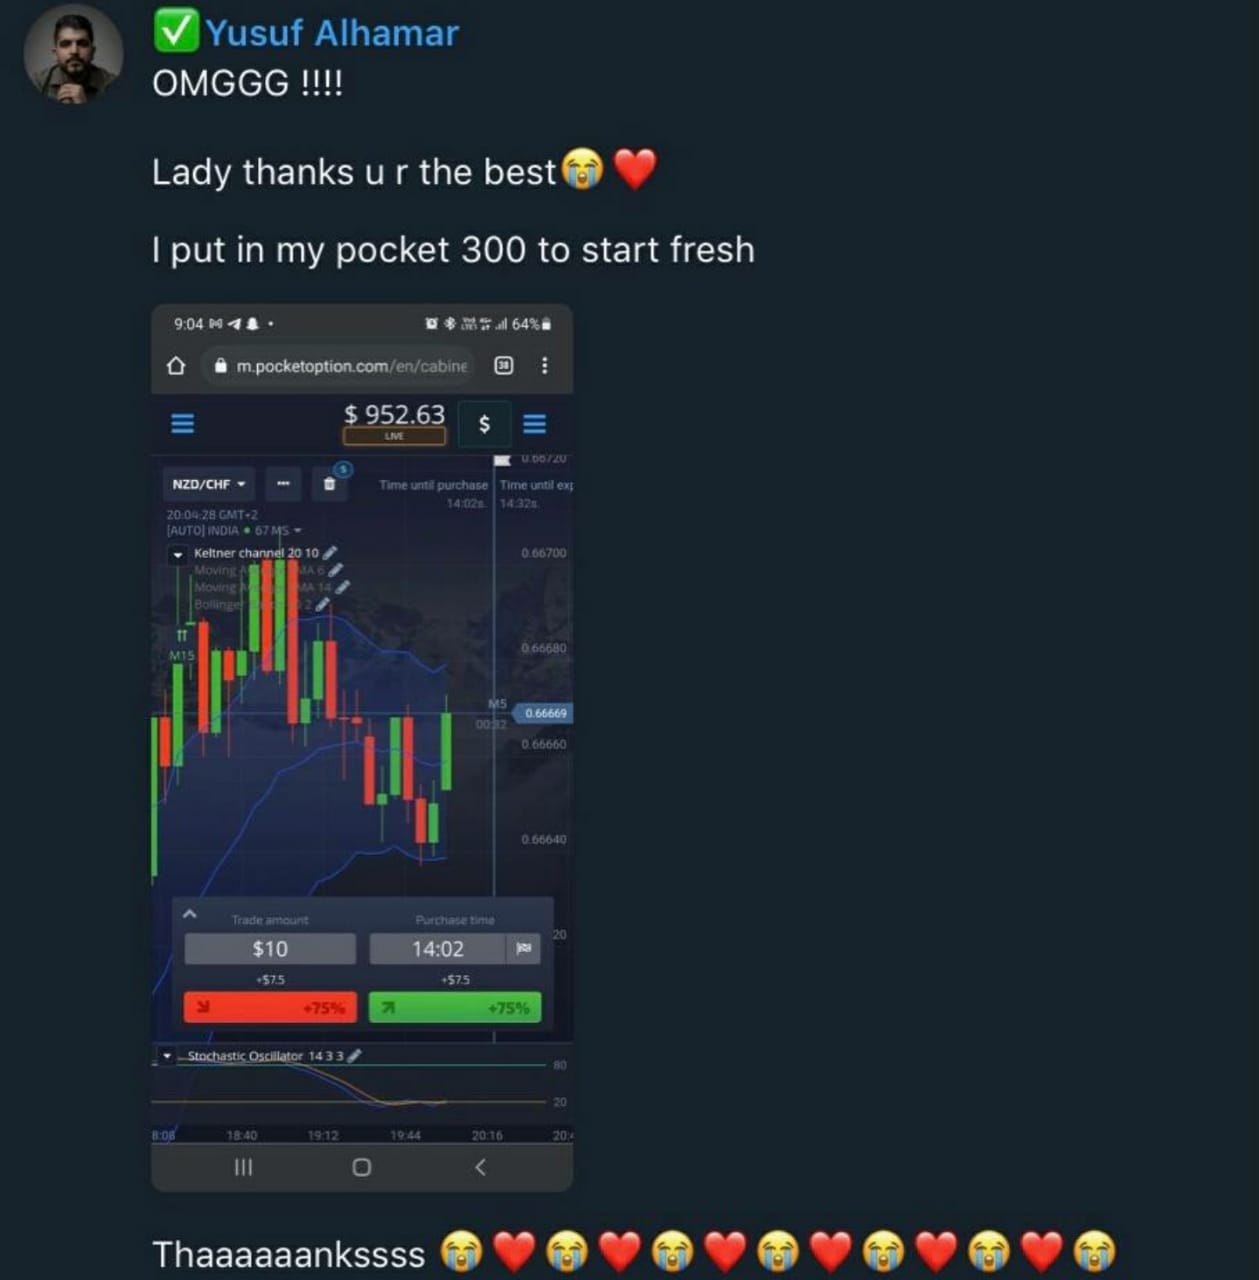 ✅Yusuf Alhamar
OMGGG !!!!
Lady thanks u r the best😭❤️
I put in my pocket 300 to start fresh
9:04
64%
m.pocketoption.com/en/cabine
38
$ 952.63
LIVE
$
0.66720
5
NZD/CHF
Time until purchase
Time until exp
14:02s.
14:32s.
20:04:28 GMT+2
[AUTO] INDIA 67 MS
Keltner channel 20 10
0.66700
Moving
MA 6
Moving
MA 14
Bollinger
2
M15
0.66680
M5
0.66669
00:32
0.66660
0.66640
Trade amount
Purchase time
20
$10
14:02
+$7.5
+$7.5
+75%
+75%
Stochastic Oscillator 14 3 3
80
20
8:08
18:40
19:12
19:44
20:16
20:4
Thaaaaaankssss 😭❤️😭❤️😭❤️😭❤️😭❤️😭❤️😭